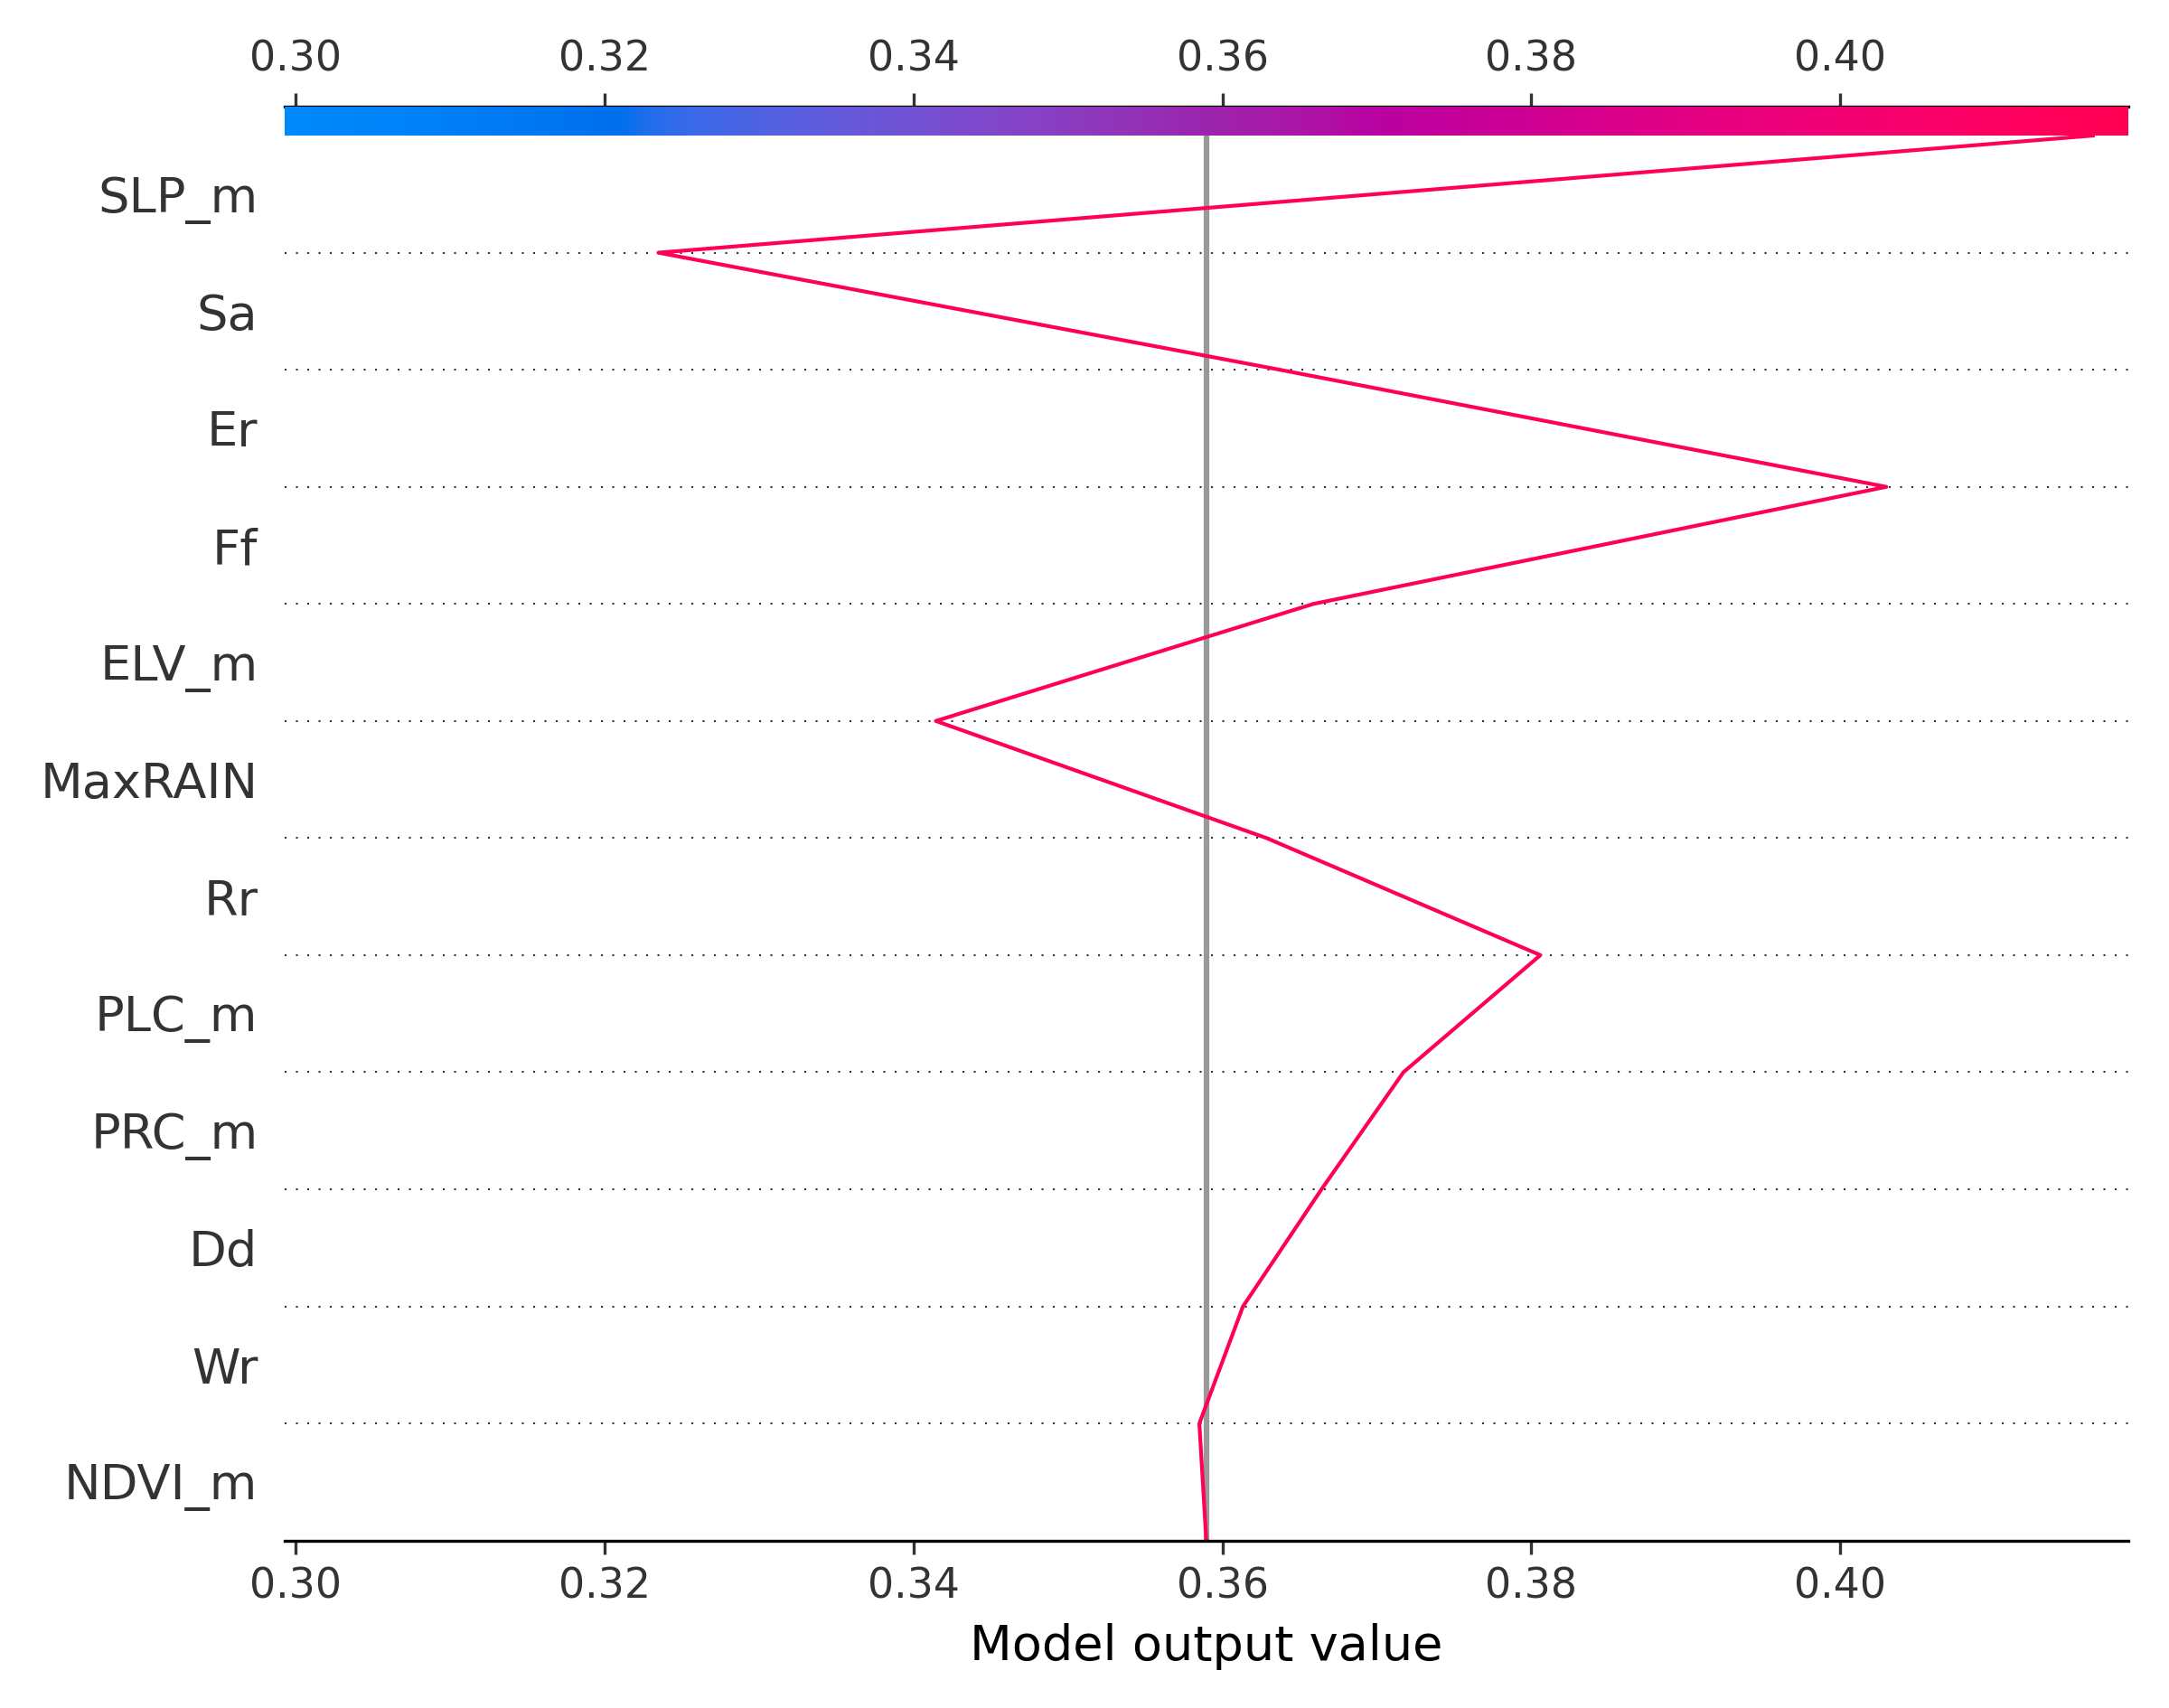 0.30 0.32 0.34 0.36 0.38 0.40
SLP_m
Sa
Er
Ff
ELV_m
MaxRAIN
Rr
PLC_m
PRC_m
Dd
Wr
NDVI_m
0.30 0.32 0.34 0.36 0.38 0.40
Model output value